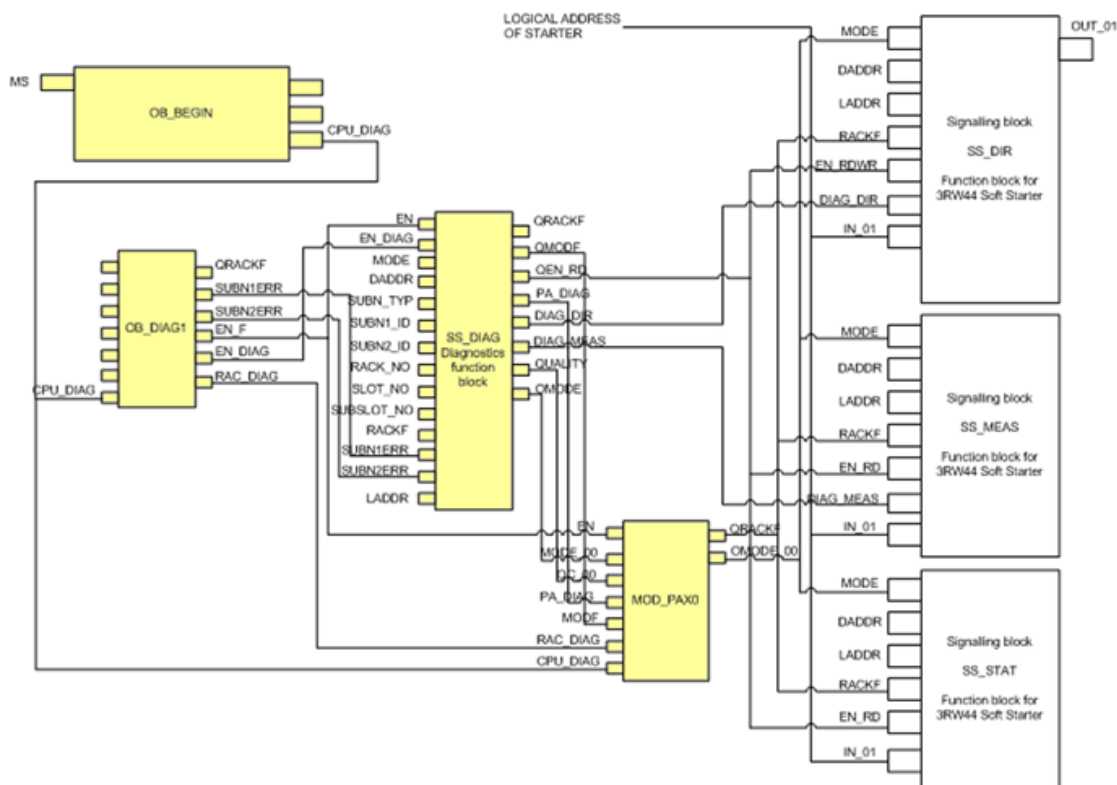 LOGICAL ADDRESS
OF STARTER
MS
OB_BEGIN
CPU_DIAG
OB_DIAG1
QRACKF
SUBN1ERR
SUBN2ERR
EN_F
EN_DIAG
RAC_DIAG
CPU_DIAG
EN
EN_DIAG
MODE
DADDR
SUBN_TYP
SUBN1_ID
SUBN2_ID
RACK_NO
SLOT_NO
SUBSLOT_NO
RACKF
SUBN1ERR
SUBN2ERR
LADDR
SS_DIAG
Diagnostics
function
block
QRACKF
OMODF
QEN_RD
PA_DIAG
DIAG_DIR
DIAG_MEAS
QUALITY
OMODE
EN
MODE_00
QC_00
PA_DIAG
MODF
RAC_DIAG
CPU_DIAG
MOD_PAX0
QRACKF
OMODE_00
MODE
DADDR
LADDR
RACKF
EN_RDWR
DIAG_DIR
IN_01
Signalling block
SS_DIR
Function block for
3RW44 Soft Starter
OUT_01
MODE
DADDR
LADDR
RACKF
EN_RD
DIAG_MEAS
IN_01
Signalling block
SS_MEAS
Function block for
3RW44 Soft Starter
MODE
DADDR
LADDR
RACKF
EN_RD
IN_01
Signalling block
SS_STAT
Function block for
3RW44 Soft Starter